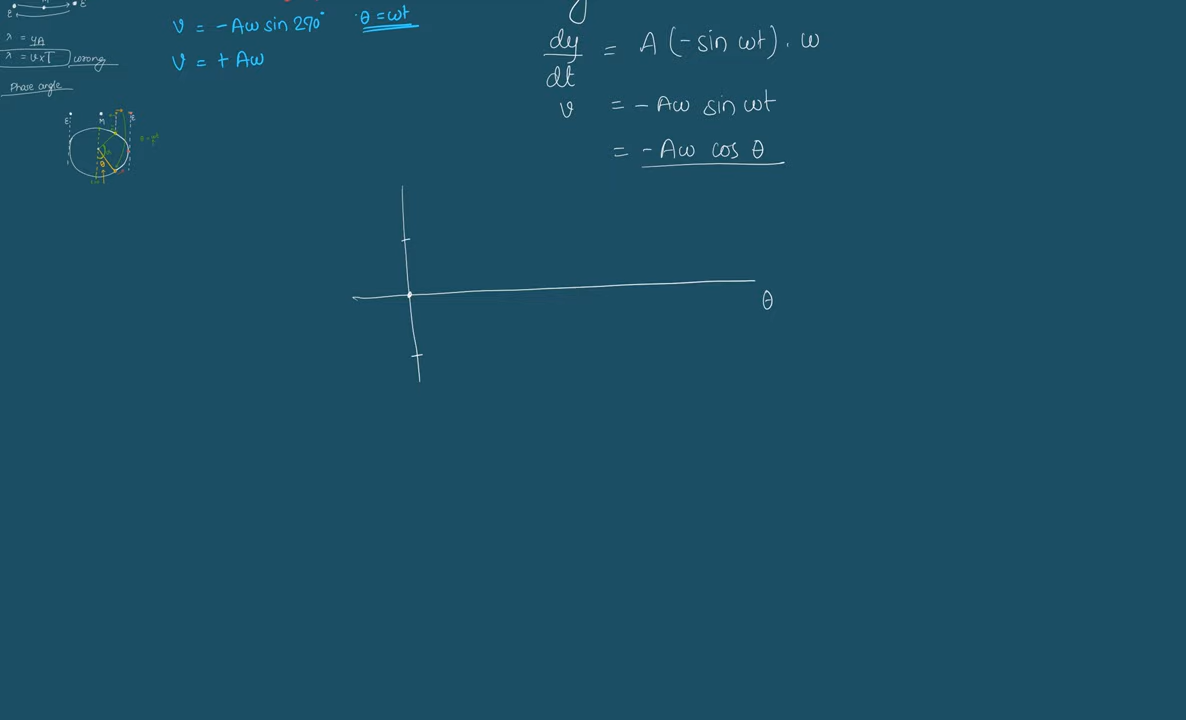 E M E
λ = 4A
λ = v×T wrong
Phase angle
E M E
θ
v = -Aω sin 270°
θ = ωt
v = + Aω
y
dy/dt = A (-sin ωt) . ω
v = - Aω sin ωt
= - Aω cos θ
θ